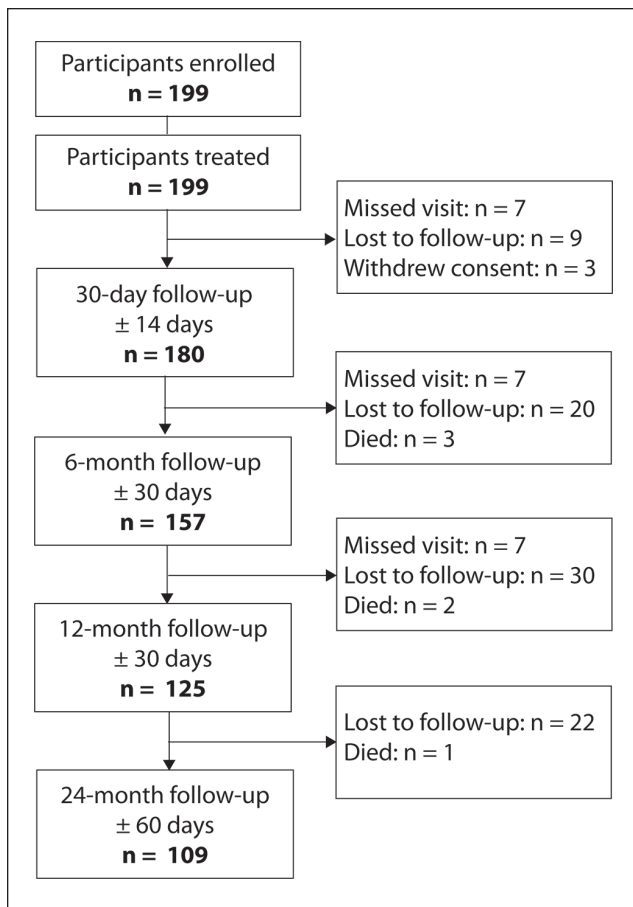 Participants enrolled
n = 199
Participants treated
n = 199
Missed visit: n = 7
Lost to follow-up: n = 9
Withdrew consent: n = 3
30-day follow-up
± 14 days
n = 180
Missed visit: n = 7
Lost to follow-up: n = 20
Died: n = 3
6-month follow-up
± 30 days
n = 157
Missed visit: n = 7
Lost to follow-up: n = 30
Died: n = 2
12-month follow-up
± 30 days
n = 125
Lost to follow-up: n = 22
Died: n = 1
24-month follow-up
± 60 days
n = 109